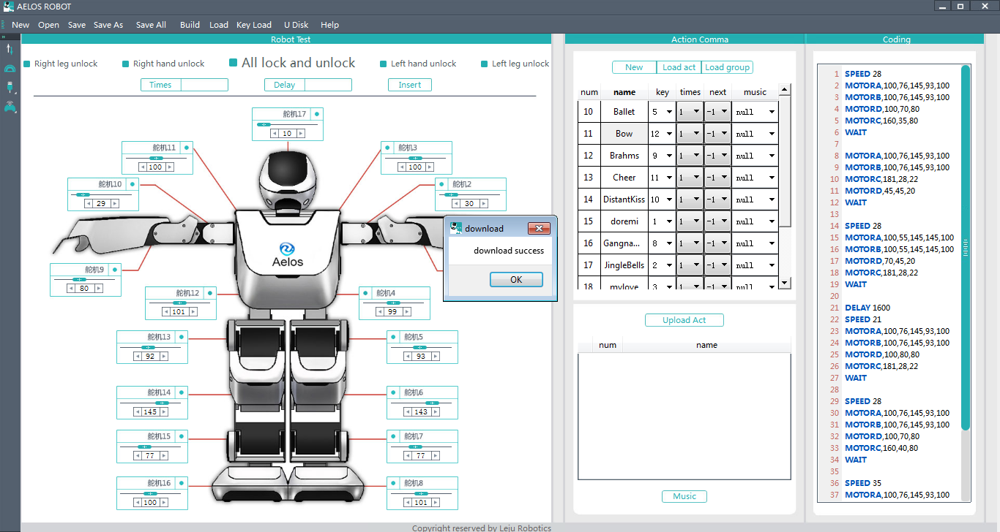 AELOS ROBOT
New Open Save Save As Save All Build Load Key Load U Disk Help
Robot Test
Right leg unlock Right hand unlock All lock and unlock Left hand unlock Left leg unlock
Times Delay Insert
舵机17
10
舵机11
100
舵机3
100
舵机10
29
舵机2
30
Aelos
舵机9
80
舵机12
101
舵机4
99
舵机13
92
舵机5
93
舵机14
145
舵机6
143
舵机15
77
舵机7
77
舵机16
100
舵机8
101
download
download success
OK
Action Comma
New Load act Load group
num name key times next music
10 Ballet 5 1 -1 null
11 Bow 12 1 -1 null
12 Brahms 9 1 -1 null
13 Cheer 11 1 -1 null
14 DistantKiss 10 1 -1 null
15 doremi 1 1 -1 null
16 Gangna... 8 1 -1 null
17 JingleBells 2 1 -1 null
18 mylove 3 1 -1 null
Upload Act
num name
Music
Coding
1 SPEED 28
2 MOTORA,100,76,145,93,100
3 MOTORB,100,76,145,93,100
4 MOTORD,100,70,80
5 MOTORC,160,35,80
6 WAIT
7
8 MOTORA,100,76,145,93,100
9 MOTORB,100,76,145,93,100
10 MOTORC,181,28,22
11 MOTORD,45,45,20
12 WAIT
13
14 SPEED 28
15 MOTORA,100,55,145,145,100
16 MOTORB,100,55,145,145,100
17 MOTORD,70,45,20
18 MOTORC,181,28,22
19 WAIT
20
21 DELAY 1600
22 SPEED 21
23 MOTORA,100,76,145,93,100
24 MOTORB,100,76,145,93,100
25 MOTORD,100,80,80
26 MOTORC,181,28,22
27 WAIT
28
29 SPEED 28
30 MOTORA,100,76,145,93,100
31 MOTORB,100,76,145,93,100
32 MOTORD,100,70,80
33 MOTORC,160,40,80
34 WAIT
35
36 SPEED 35
37 MOTORA,100,76,145,93,100
Copyright reserved by Leju Robotics